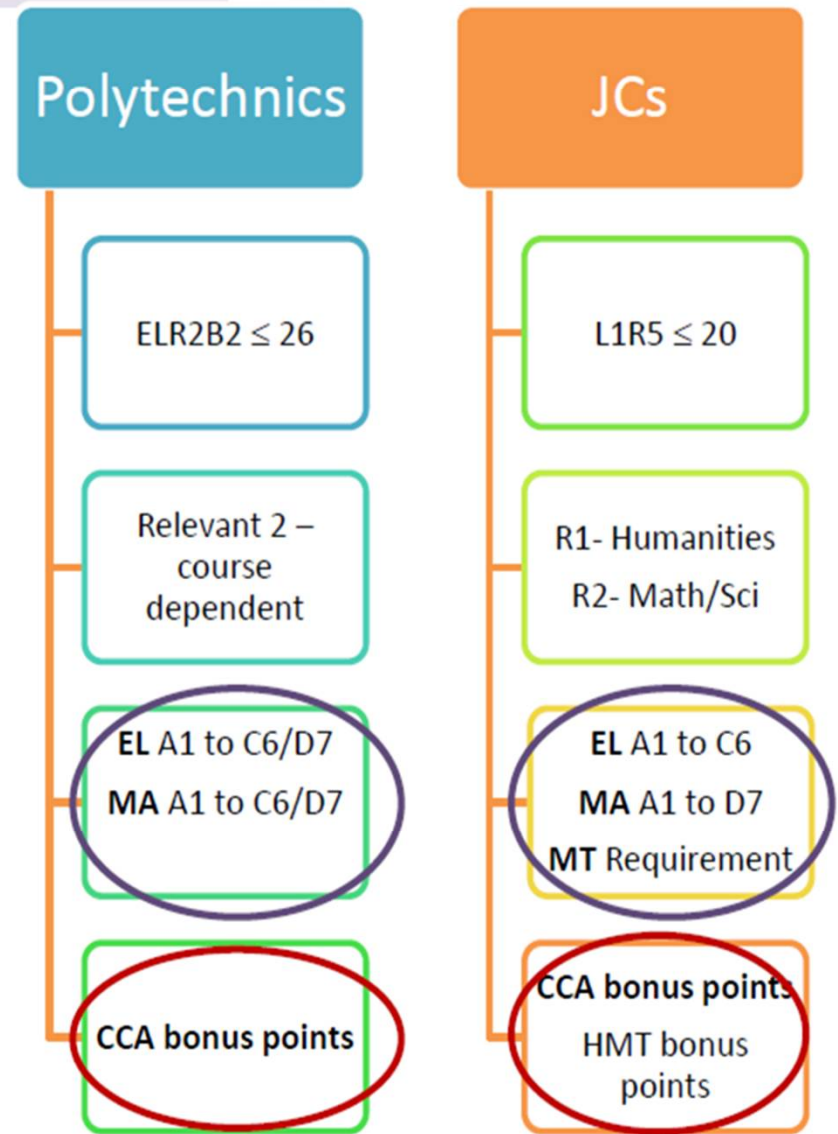 Polytechnics
ELR2B2 ≤ 26
Relevant 2 –
course
dependent
EL A1 to C6/D7
MA A1 to C6/D7
CCA bonus points
JCs
L1R5 ≤ 20
R1- Humanities
R2- Math/Sci
EL A1 to C6
MA A1 to D7
MT Requirement
CCA bonus points
HMT bonus
points